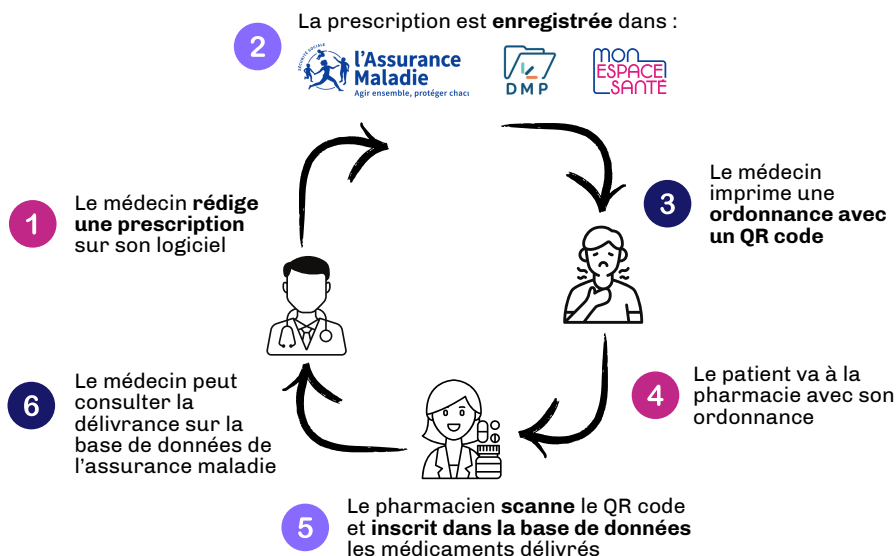 La prescription est enregistrée dans :
2
SÉCURITÉ SOCIALE
l'Assurance
Maladie
Agir ensemble, protéger chacu
DMP
MON
ESPACE
SANTÉ
1
Le médecin rédige
une prescription
sur son logiciel
3
Le médecin
imprime une
ordonnance avec
un QR code
4
Le patient va à la
pharmacie avec son
ordonnance
5
Le pharmacien scanne le QR code
et inscrit dans la base de données
les médicaments délivrés
6
Le médecin peut
consulter la
délivrance sur la
base de données de
l'assurance maladie